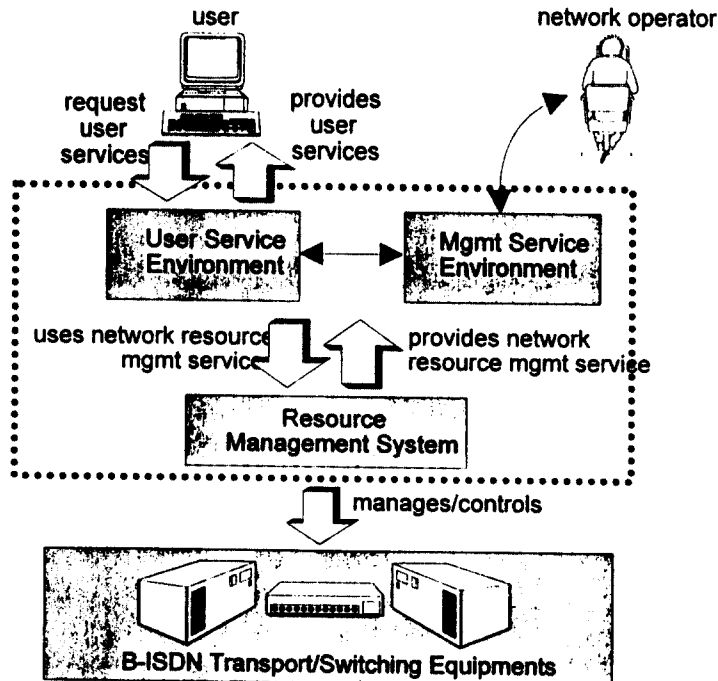 user
network operator
request
user
services
provides
user
services
User Service
Environment
Mgmt Service
Environment
uses network resource
mgmt service
provides network
resource mgmt service
Resource
Management System
manages/controls
B-ISDN Transport/Switching Equipments